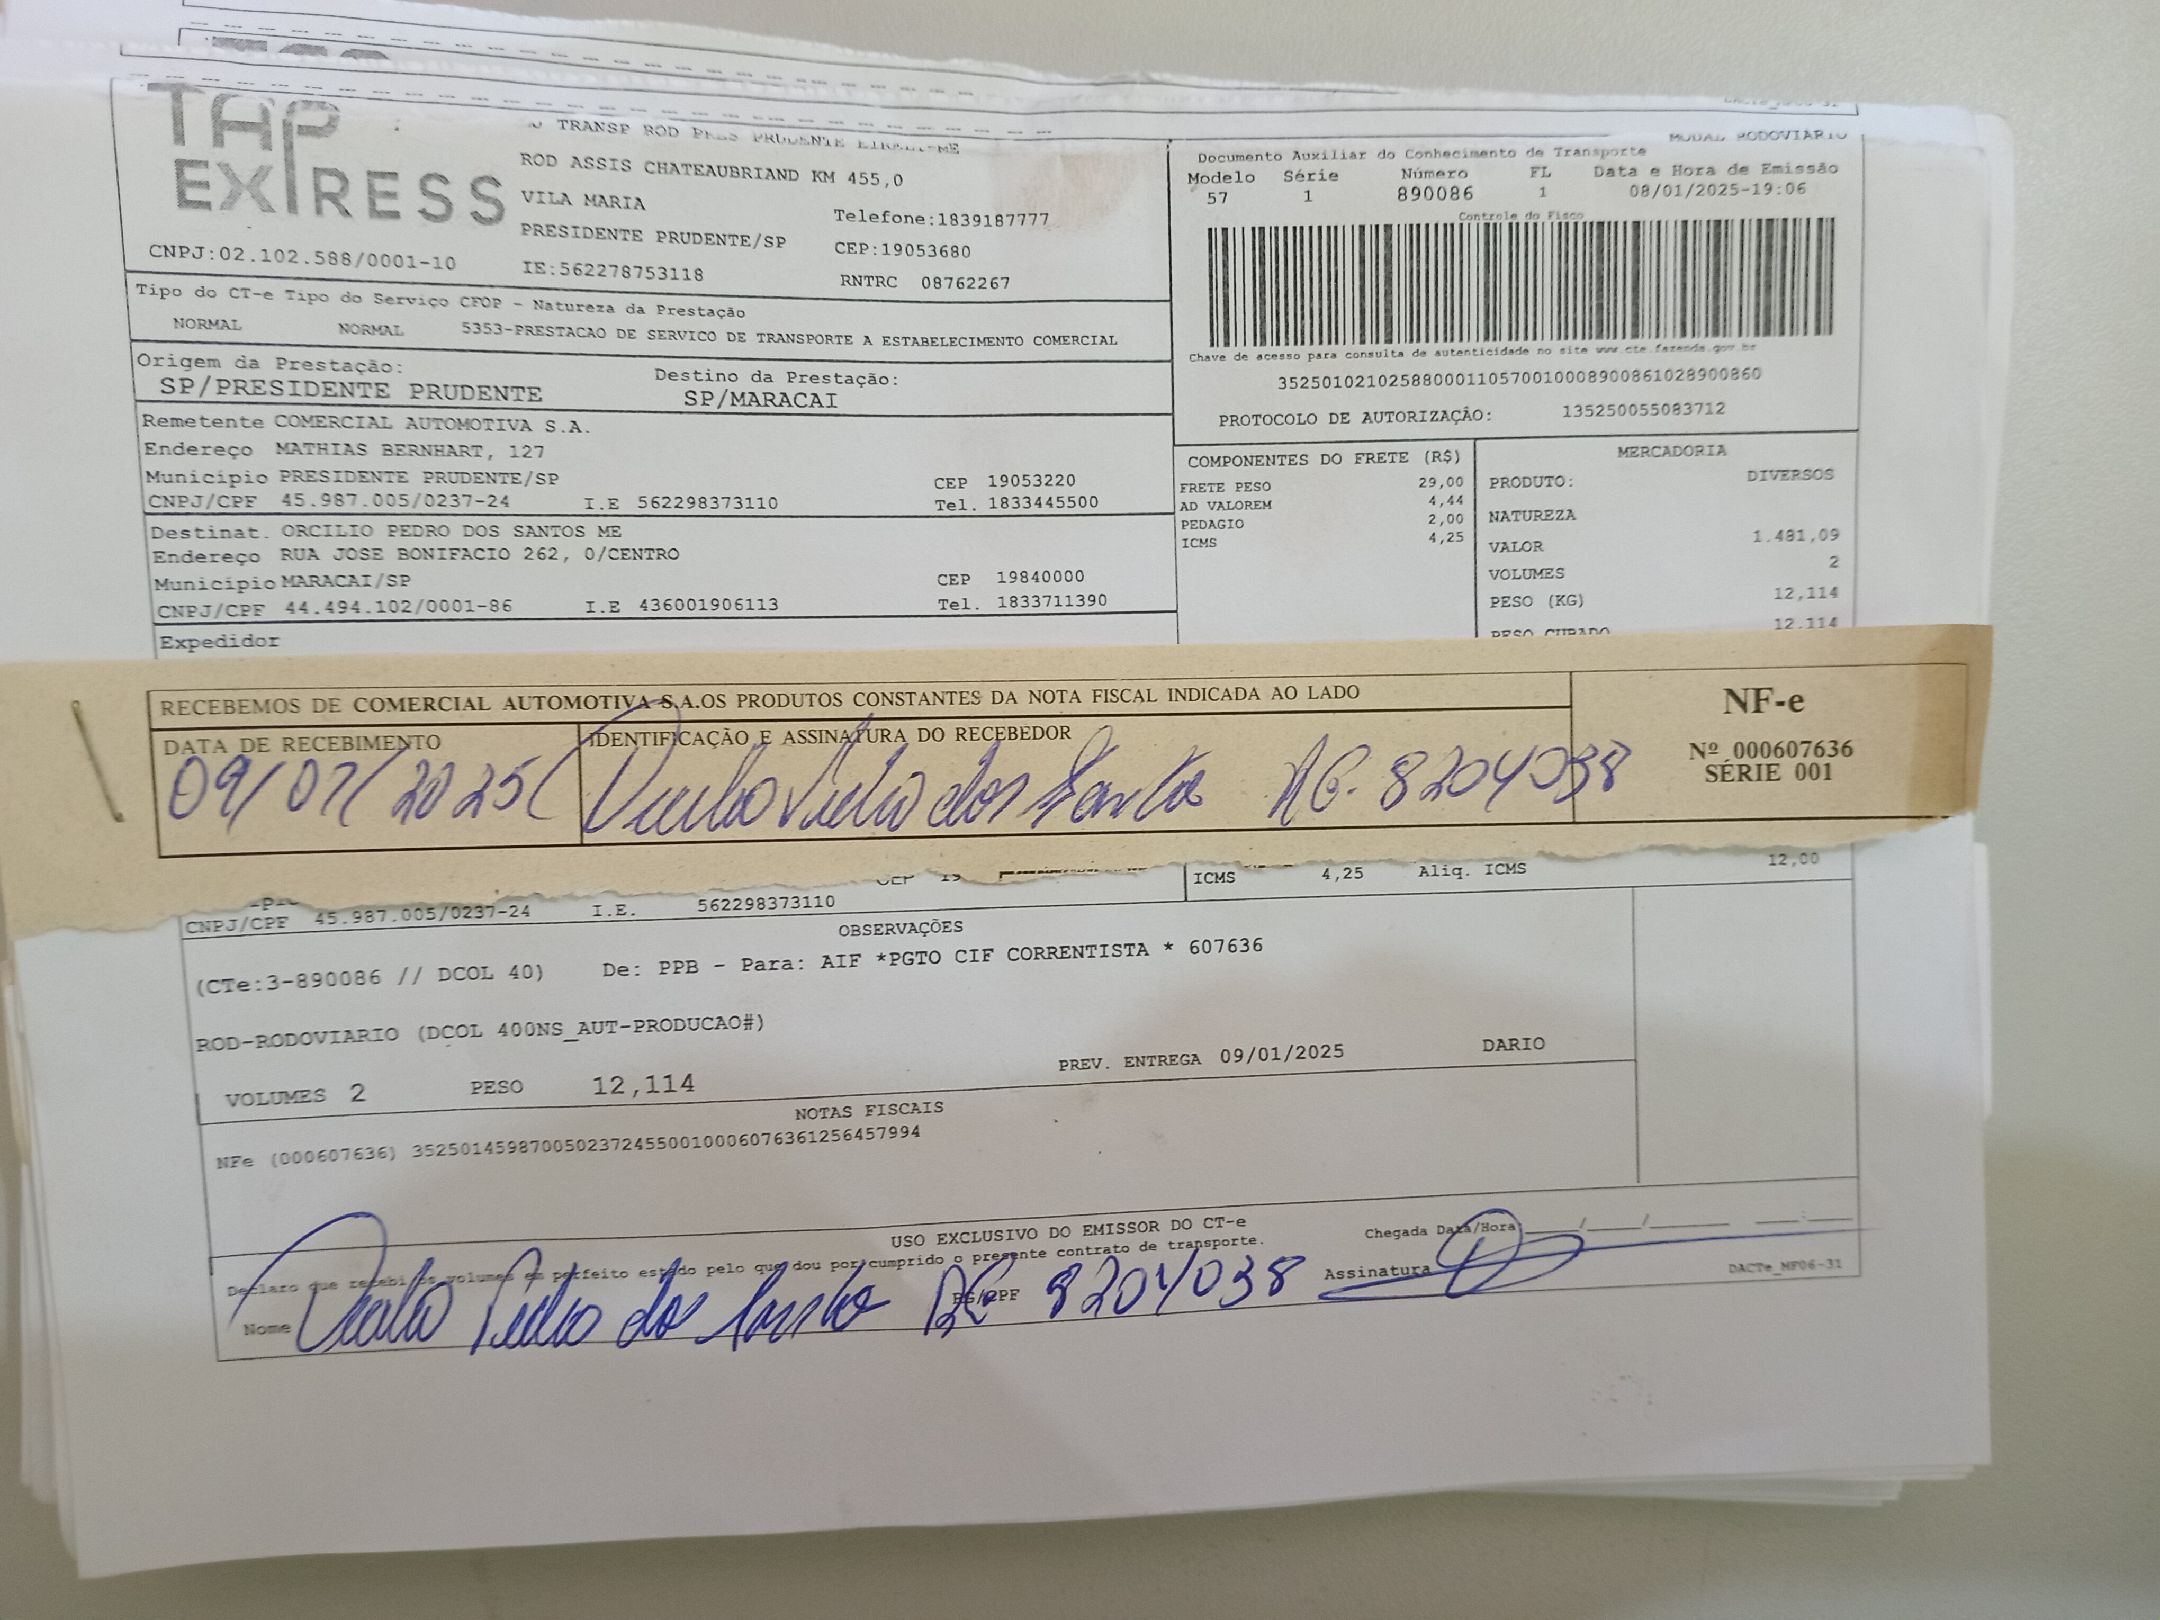 TAP
EXPRESS
TRANSP ROD PRES PRUDENTE EIRELI-ME
ROD ASSIS CHATEAUBRIAND KM 455,0
VILA MARIA
Telefone:1839187777
PRESIDENTE PRUDENTE/SP
CEP:19053680
CNPJ:02.102.588/0001-10
IE:562278753118
RNTRC 08762267
MODAL RODOVIARIO
Documento Auxiliar do Conhecimento de Transporte
Modelo Série Número FL Data e Hora de Emissão
57 1 890086 1 08/01/2025-19:06
Controle do Fisco
Chave de acesso para consulta de autenticidade no site www.cte.fazenda.gov.br
35250102102588000110570010008900861028900860
PROTOCOLO DE AUTORIZAÇÃO: 135250055083712
Tipo do CT-e Tipo do Serviço CFOP - Natureza da Prestação
NORMAL NORMAL 5353-PRESTACAO DE SERVICO DE TRANSPORTE A ESTABELECIMENTO COMERCIAL
Origem da Prestação: Destino da Prestação:
SP/PRESIDENTE PRUDENTE SP/MARACAI
Remetente COMERCIAL AUTOMOTIVA S.A.
Endereço MATHIAS BERNHART, 127
Município PRESIDENTE PRUDENTE/SP CEP 19053220
CNPJ/CPF 45.987.005/0237-24 I.E 562298373110 Tel. 1833445500
Destinat. ORCILIO PEDRO DOS SANTOS ME
Endereço RUA JOSE BONIFACIO 262, 0/CENTRO
Município MARACAI/SP CEP 19840000
CNPJ/CPF 44.494.102/0001-86 I.E 436001906113 Tel. 1833711390
Expedidor
COMPONENTES DO FRETE (R$)
FRETE PESO 29,00
AD VALOREM 4,44
PEDAGIO 2,00
ICMS 4,25
MERCADORIA
PRODUTO: DIVERSOS
NATUREZA
VALOR 1.481,09
VOLUMES 2
PESO (KG) 12,114
PESO CUBADO 12,114
RECEBEMOS DE COMERCIAL AUTOMOTIVA S.A.OS PRODUTOS CONSTANTES DA NOTA FISCAL INDICADA AO LADO
DATA DE RECEBIMENTO
IDENTIFICAÇÃO E ASSINATURA DO RECEBEDOR
dos Santos RG. 8204038
NF-e
Nº 000607636
SÉRIE 001
ICMS 4,25 Aliq. ICMS 12,00
CNPJ/CPF 45.987.005/0237-24 I.E. 562298373110
OBSERVAÇÕES
(CTe:3-890086 // DCOL 40) De: PPB - Para: AIF *PGTO CIF CORRENTISTA * 607636
ROD-RODOVIARIO (DCOL 400NS_AUT-PRODUCAO#)
PREV. ENTREGA 09/01/2025 DARIO
VOLUMES 2 PESO 12,114
NOTAS FISCAIS
NFe (000607636) 35250145987005023724550010006076361256457994
USO EXCLUSIVO DO EMISSOR DO CT-e
Declaro que recebi os volumes em perfeito estado pelo que dou por cumprido o presente contrato de transporte.
Chegada Data/Hora
Nome Pedro dos Santos RG/CPF 8204038
Assinatura
DACTe_MF06-31